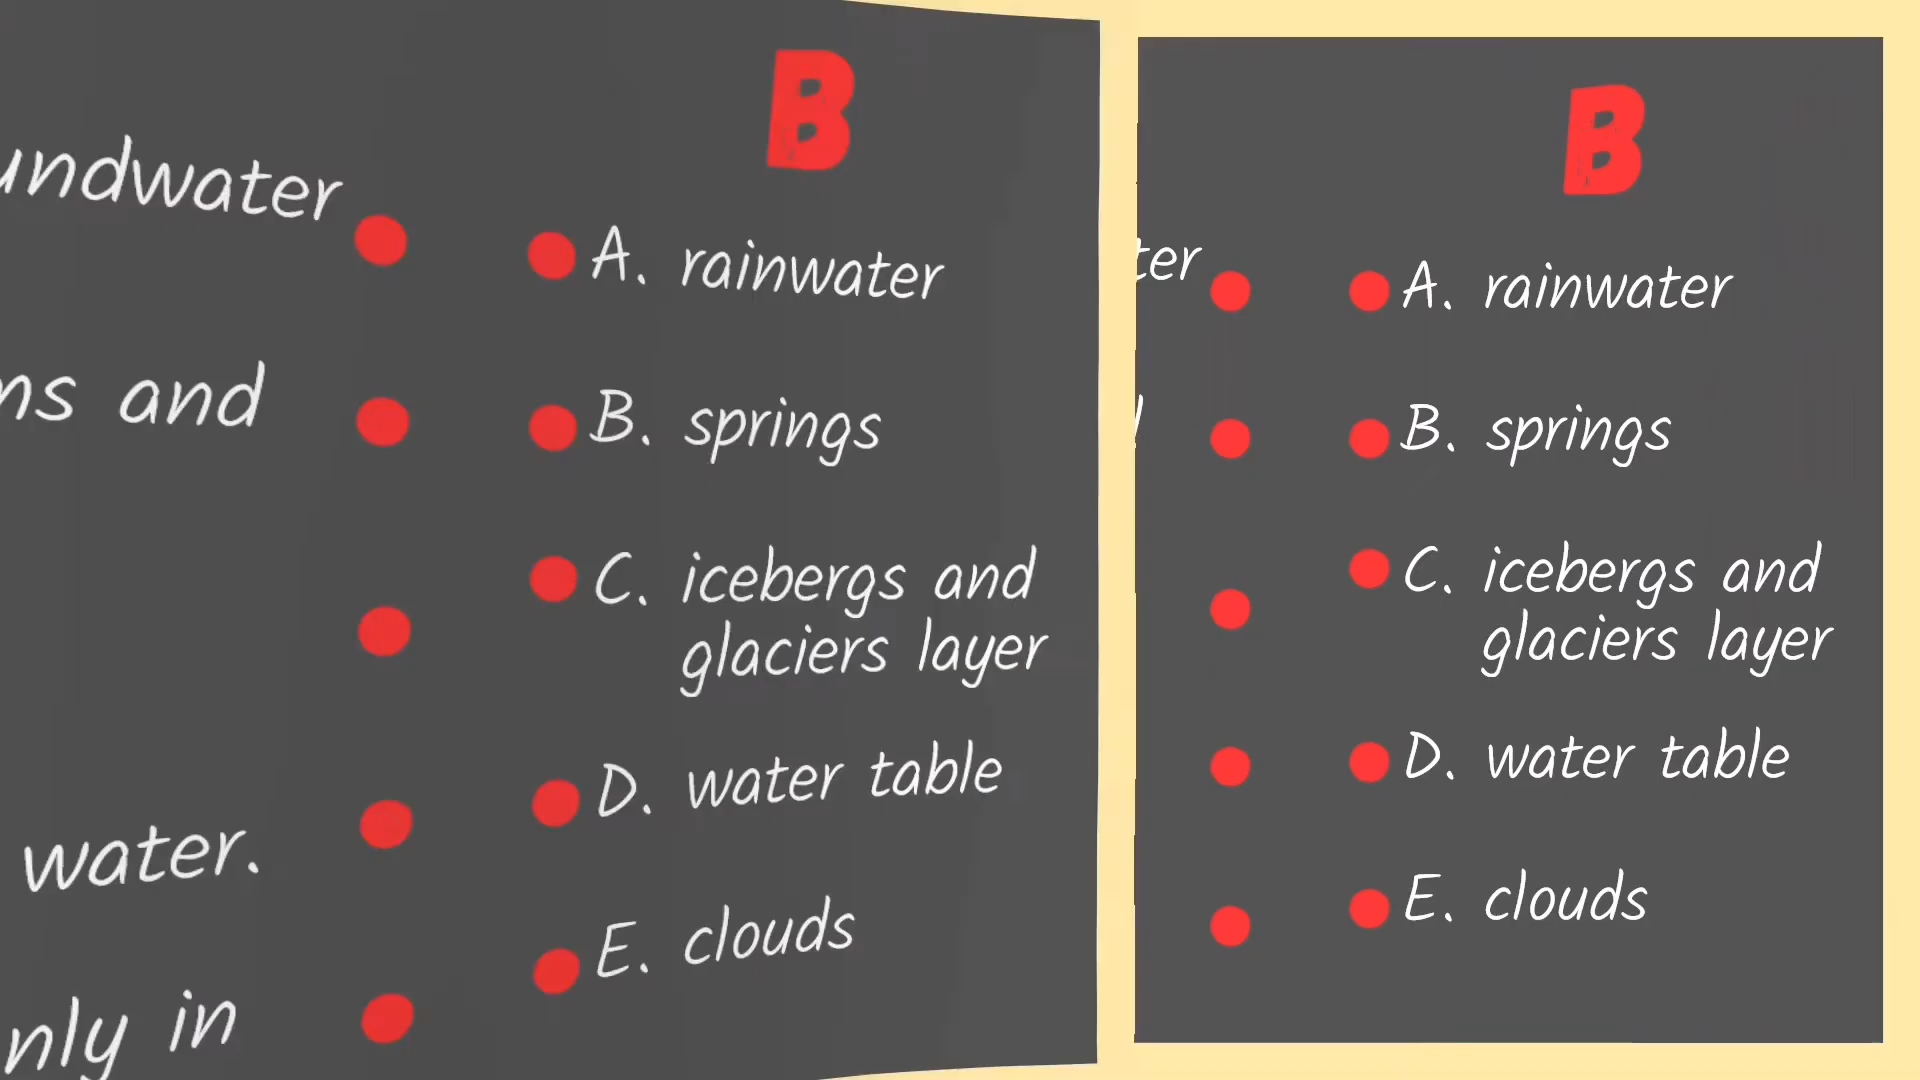 B
undwater
A. rainwater
ns and
B. springs
C. icebergs and
glaciers layer
D. water table
water.
E. clouds
nly in
B
ter
A. rainwater
B. springs
C. icebergs and
glaciers layer
D. water table
E. clouds